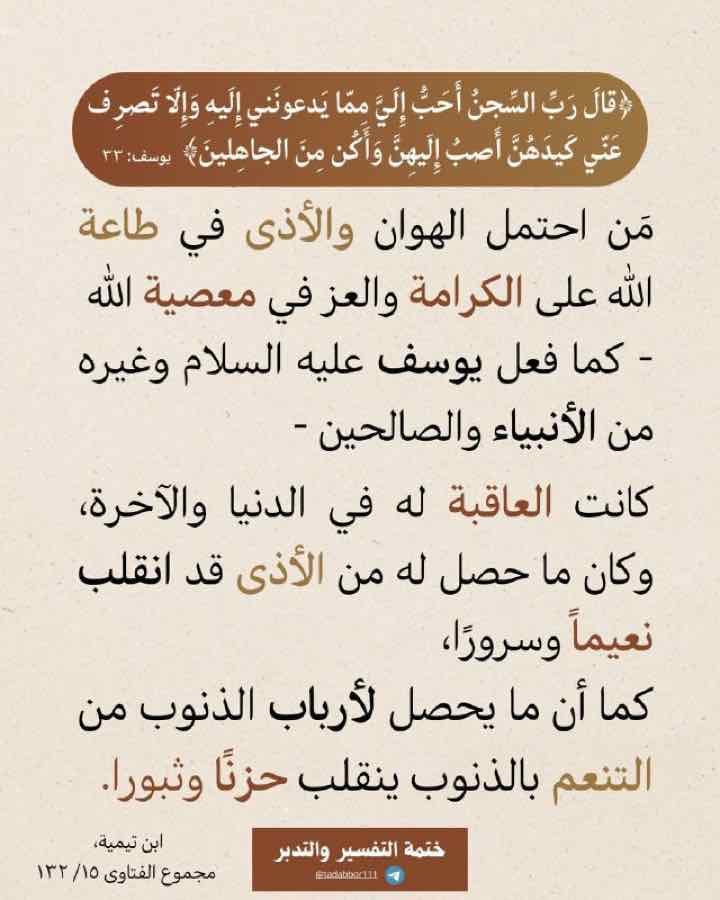 ﴿قالَ رَبِّ السِّجنُ أَحَبُّ إِلَيَّ مِمّا يَدعونَني إِلَيهِ وَإِلّا تَصرِف
عَنّي كَيدَهُنَّ أَصبُ إِلَيهِنَّ وَأَكُن مِنَ الجاهِلينَ﴾ يوسف: ٣٣
مَن احتمل الهوان والأذى في طاعة
الله على الكرامة والعز في معصية الله
- كما فعل يوسف عليه السلام وغيره
من الأنبياء والصالحين -
كانت العاقبة له في الدنيا والآخرة،
وكان ما حصل له من الأذى قد انقلب
نعيماً وسرورًا،
كما أن ما يحصل لأرباب الذنوب من
التنعم بالذنوب ينقلب حزنًا وثبورا.
ختمة التفسير والتدبر
@tadabbor111
ابن تيمية،
مجموع الفتاوى ١٥/ ١٣٢